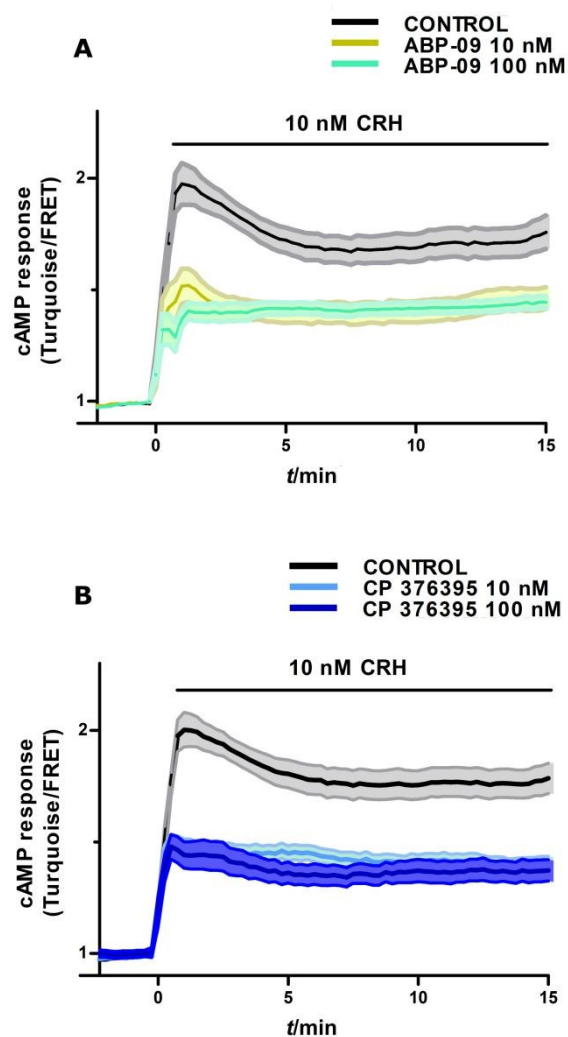 A
CONTROL
ABP-09 10 nM
ABP-09 100 nM
10 nM CRH
cAMP response
(Turquoise/FRET)
2
1
0
5
10
15
t/min
B
CONTROL
CP 376395 10 nM
CP 376395 100 nM
10 nM CRH
cAMP response
(Turquoise/FRET)
2
1
0
5
10
15
t/min